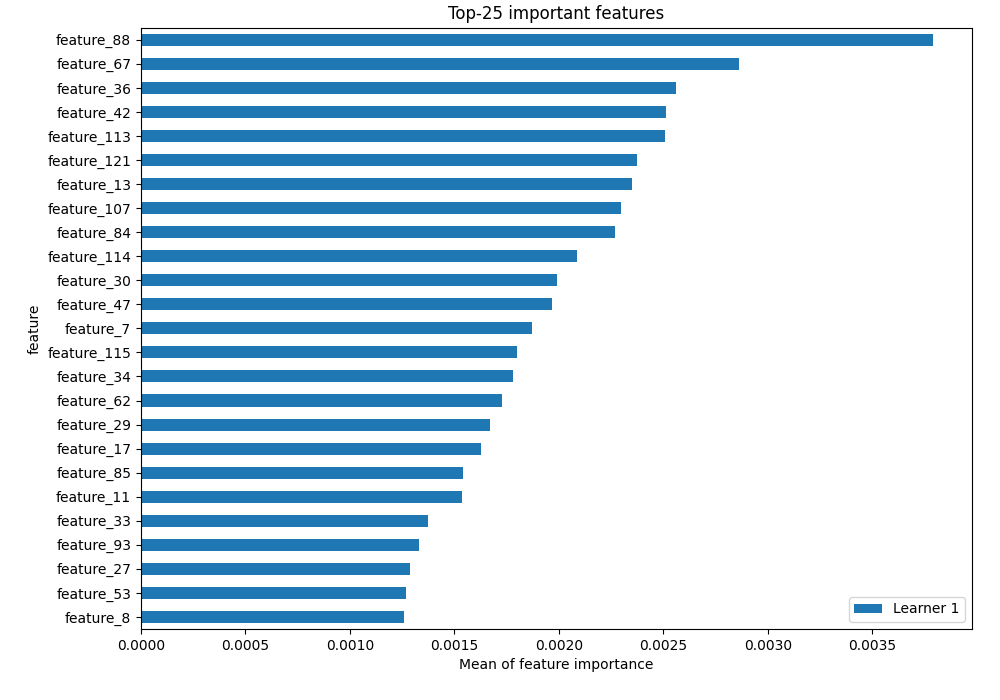 Top-25 important features
feature_88
feature_67
feature_36
feature_42
feature_113
feature_121
feature_13
feature_107
feature_84
feature_114
feature_30
feature_47
feature_7
feature_115
feature_34
feature_62
feature_29
feature_17
feature_85
feature_11
feature_33
feature_93
feature_27
feature_53
feature_8
feature
Learner 1
0.0000 0.0005 0.0010 0.0015 0.0020 0.0025 0.0030 0.0035
Mean of feature importance